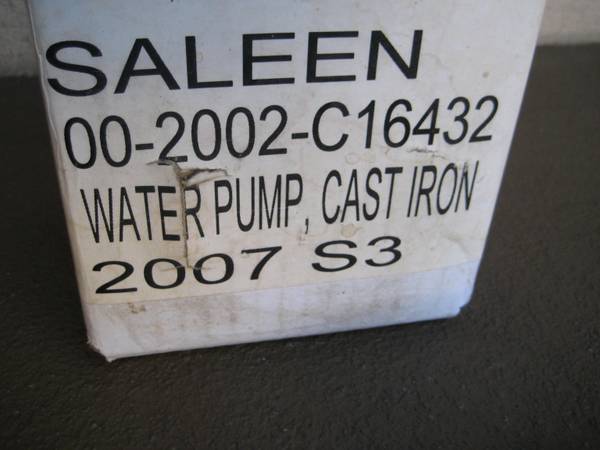 SALEEN
00-2002-C16432
WATER PUMP, CAST IRON
2007 S3